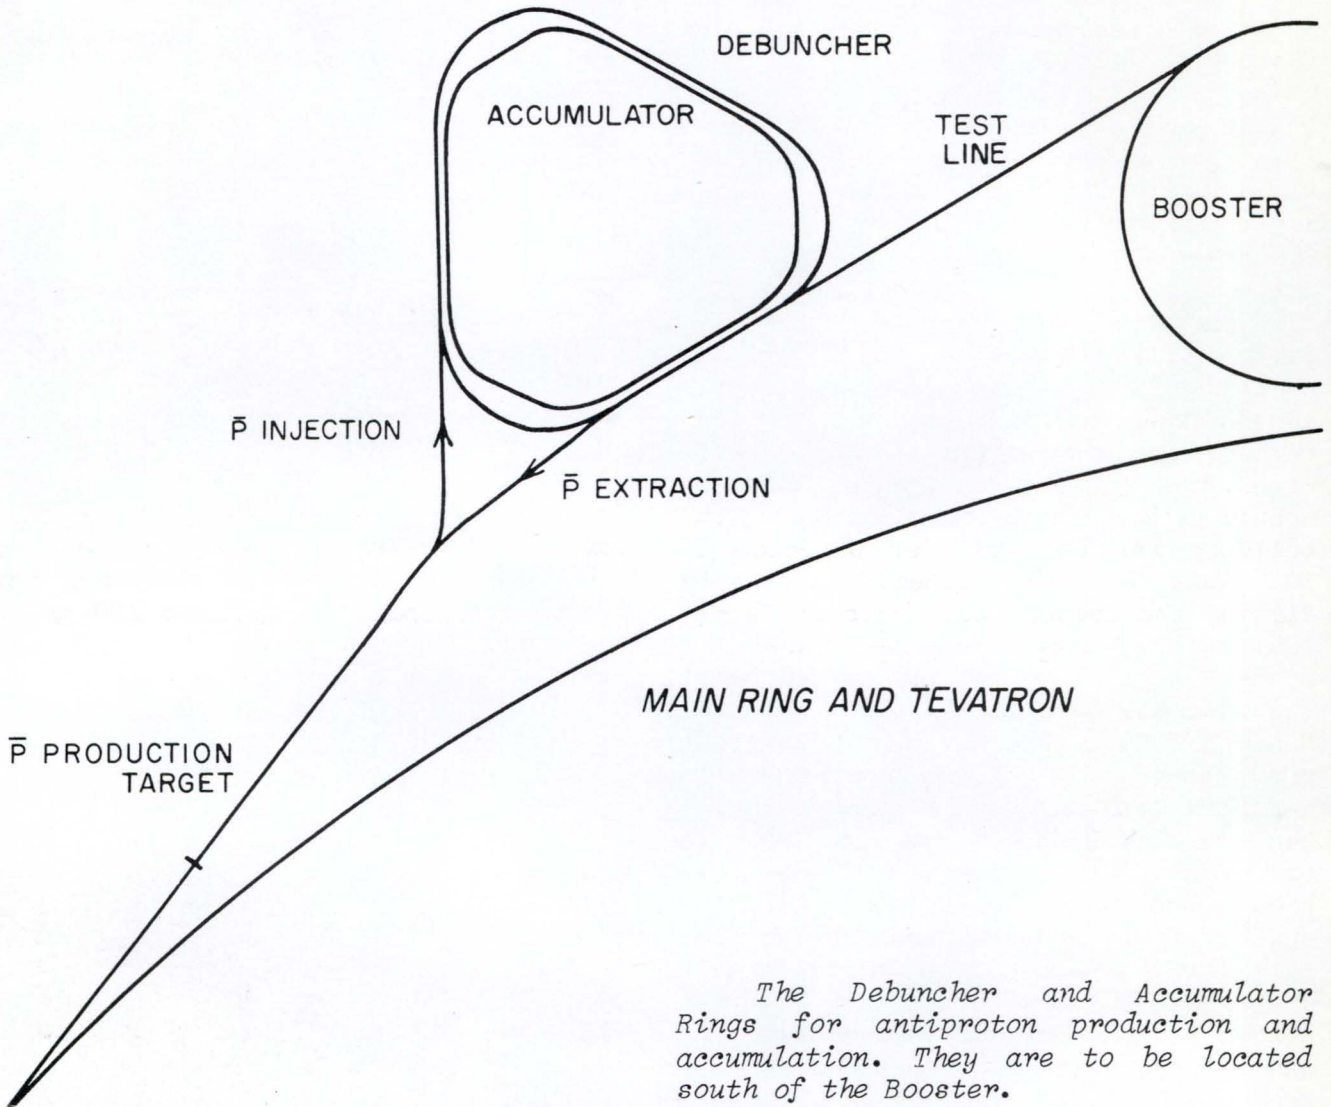 DEBUNCHER
ACCUMULATOR
TEST
LINE
BOOSTER
P̄ INJECTION
P̄ EXTRACTION
MAIN RING AND TEVATRON
P̄ PRODUCTION
TARGET
The Debuncher and Accumulator
Rings for antiproton production and
accumulation. They are to be located
south of the Booster.